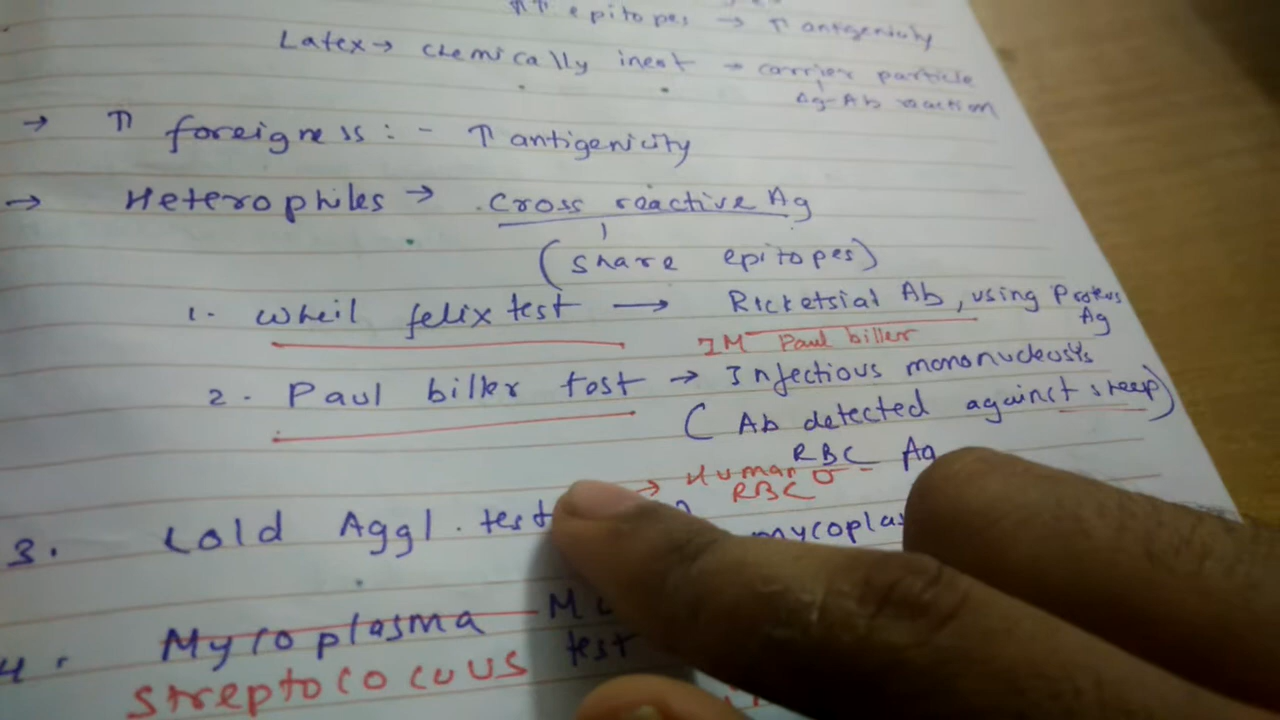 ↑↑ epitopes → ↑ antigenicity
Latex → chemically inert → carrier particle
Ag-Ab reaction
→ ↑ foreigness :- ↑ antigenicity
→ Heterophiles → cross reactive Ag
(share epitopes)
1. Wheil felix test → Ricketsial Ab, using Proteus
Ag
IM Paul biller
2. Paul biller test → Infectious mononucleosis
(Ab detected against sheep)
RBC Ag
→ Human O
RBC
3. Cold Aggl. test
4. Mycoplasma
streptococuus test